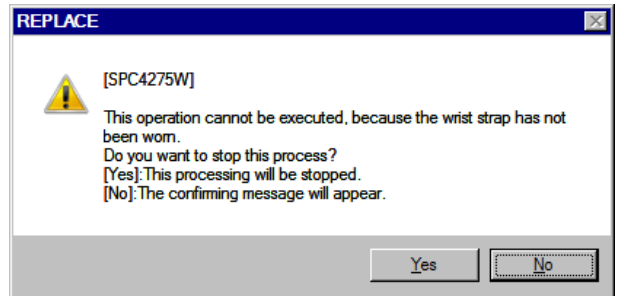 REPLACE
[SPC4275W]
This operation cannot be executed, because the wrist strap has not
been worn.
Do you want to stop this process?
[Yes]:This processing will be stopped.
[No]:The confirming message will appear.
Yes
No